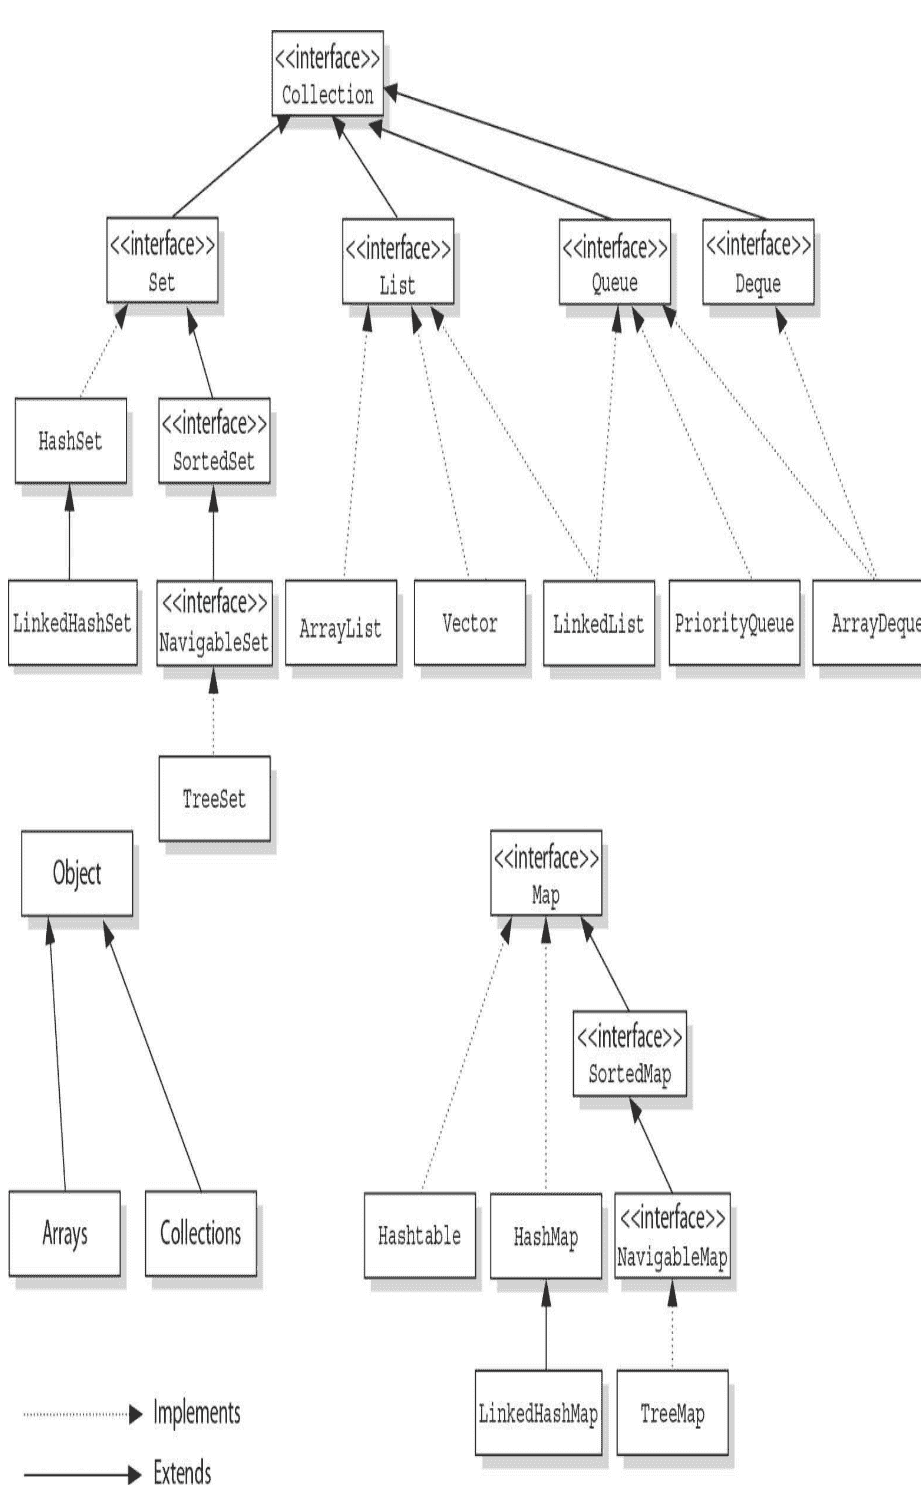 <<interface>>
Collection
<<interface>>
Set
<<interface>>
List
<<interface>>
Queue
<<interface>>
Deque
HashSet
<<interface>>
SortedSet
LinkedHashSet
<<interface>>
NavigableSet
ArrayList
Vector
LinkedList
PriorityQueue
ArrayDeque
TreeSet
Object
<<interface>>
Map
<<interface>>
SortedMap
Arrays
Collections
Hashtable
HashMap
<<interface>>
NavigableMap
LinkedHashMap
TreeMap
Implements
Extends